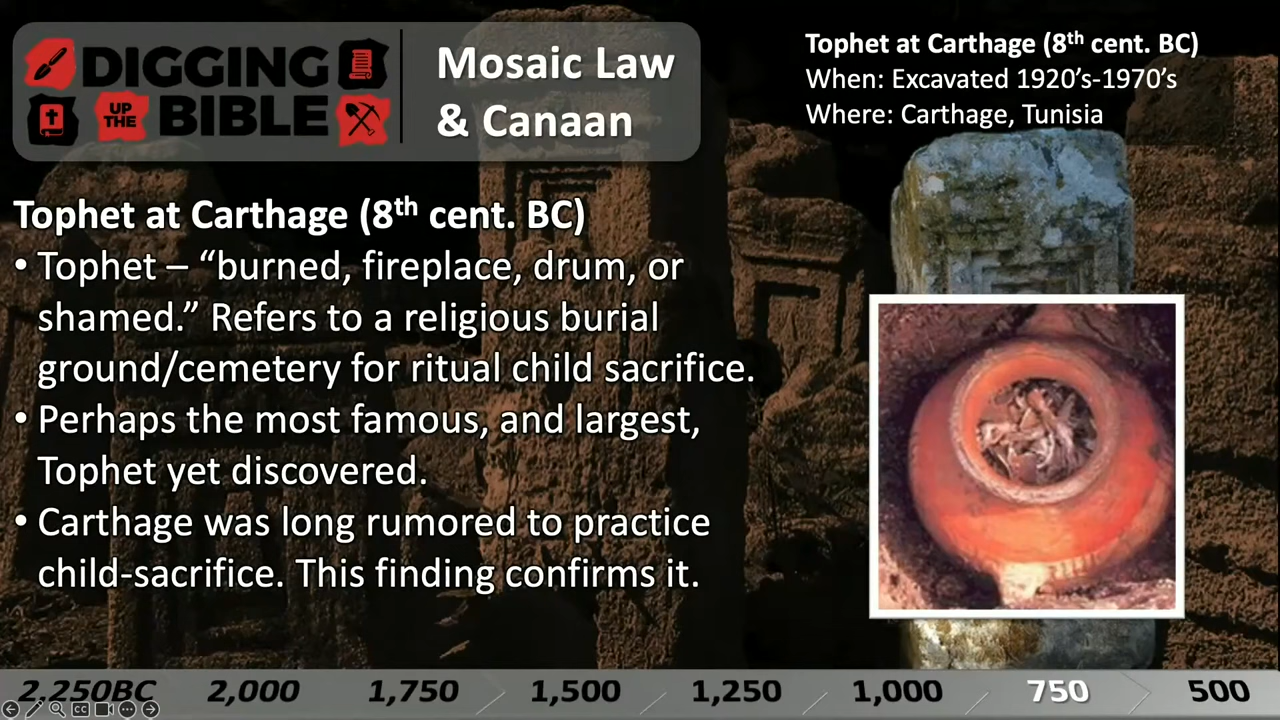 DIGGING
UP
THE
BIBLE
Mosaic Law
& Canaan
Tophet at Carthage (8th cent. BC)
When: Excavated 1920’s-1970’s
Where: Carthage, Tunisia
Tophet at Carthage (8th cent. BC)
• Tophet – “burned, fireplace, drum, or
shamed.” Refers to a religious burial
ground/cemetery for ritual child sacrifice.
• Perhaps the most famous, and largest,
Tophet yet discovered.
• Carthage was long rumored to practice
child-sacrifice. This finding confirms it.
2,250BC 2,000 1,750 1,500 1,250 1,000 750 500
CC